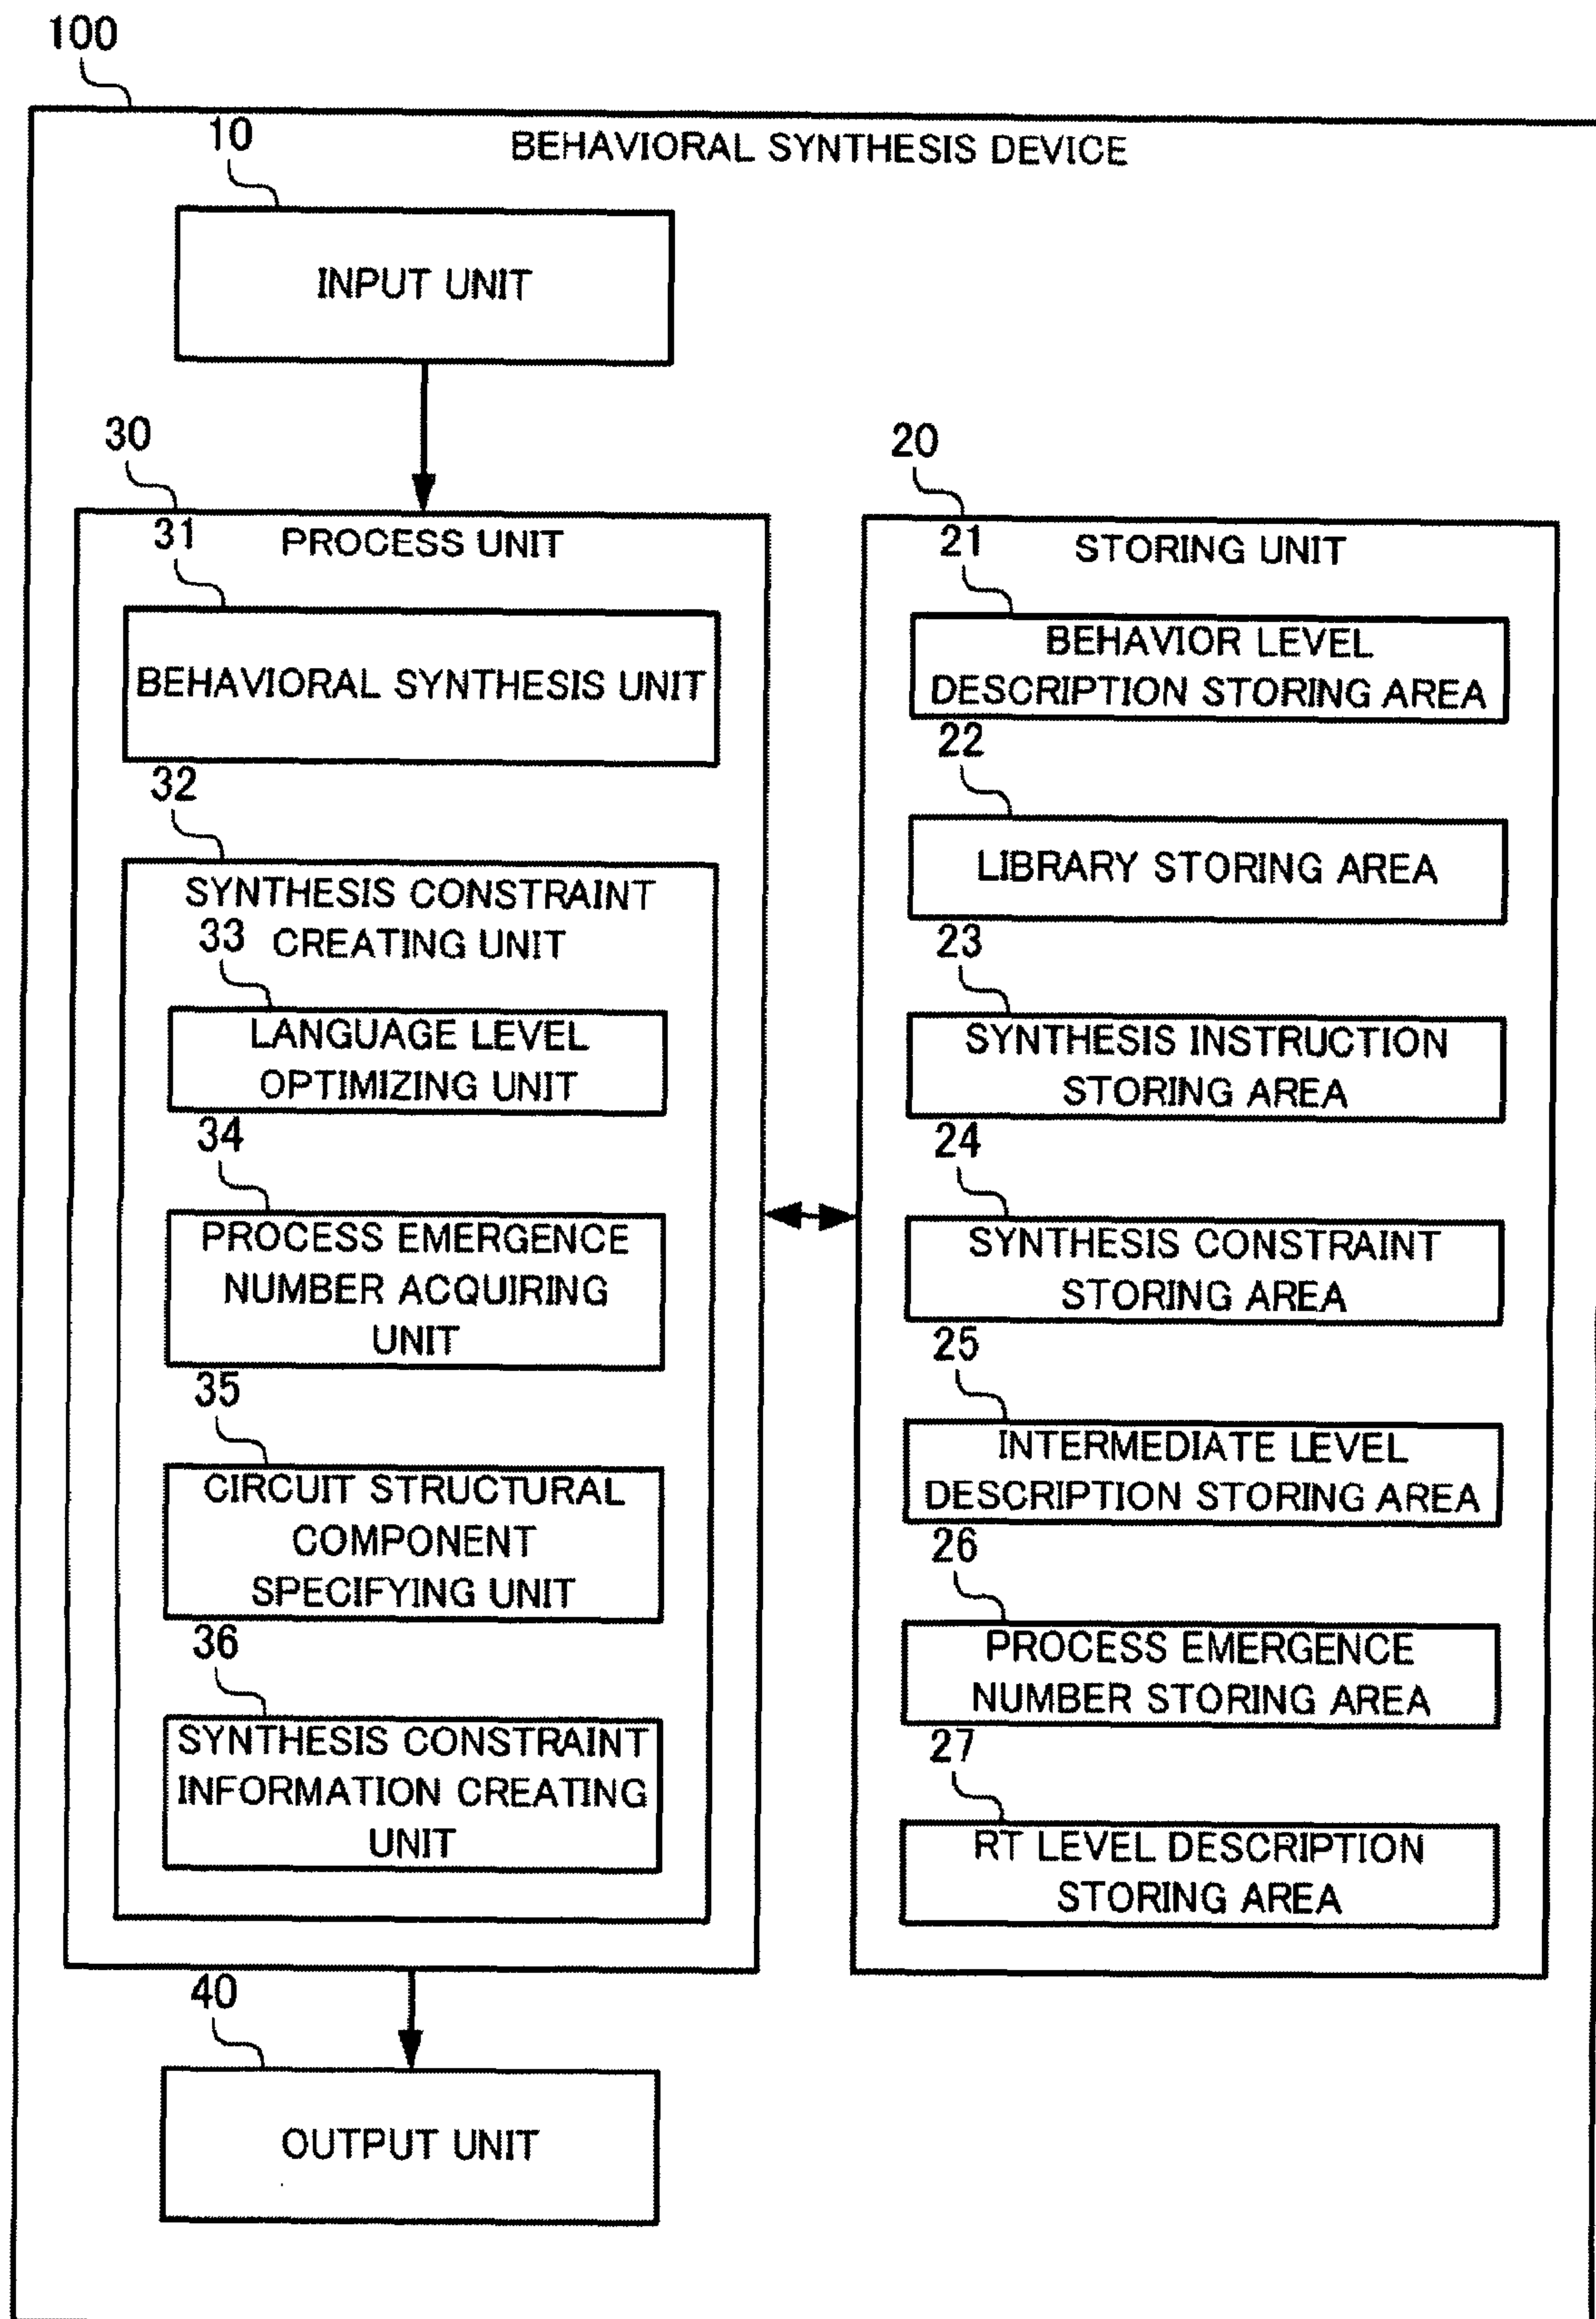 100
BEHAVIORAL SYNTHESIS DEVICE
10
INPUT UNIT
30
PROCESS UNIT
31
BEHAVIORAL SYNTHESIS UNIT
32
SYNTHESIS CONSTRAINT
CREATING UNIT
33
LANGUAGE LEVEL
OPTIMIZING UNIT
34
PROCESS EMERGENCE
NUMBER ACQUIRING
UNIT
35
CIRCUIT STRUCTURAL
COMPONENT
SPECIFYING UNIT
36
SYNTHESIS CONSTRAINT
INFORMATION CREATING
UNIT
20
STORING UNIT
21
BEHAVIOR LEVEL
DESCRIPTION STORING AREA
22
LIBRARY STORING AREA
23
SYNTHESIS INSTRUCTION
STORING AREA
24
SYNTHESIS CONSTRAINT
STORING AREA
25
INTERMEDIATE LEVEL
DESCRIPTION STORING AREA
26
PROCESS EMERGENCE
NUMBER STORING AREA
27
RT LEVEL DESCRIPTION
STORING AREA
40
OUTPUT UNIT